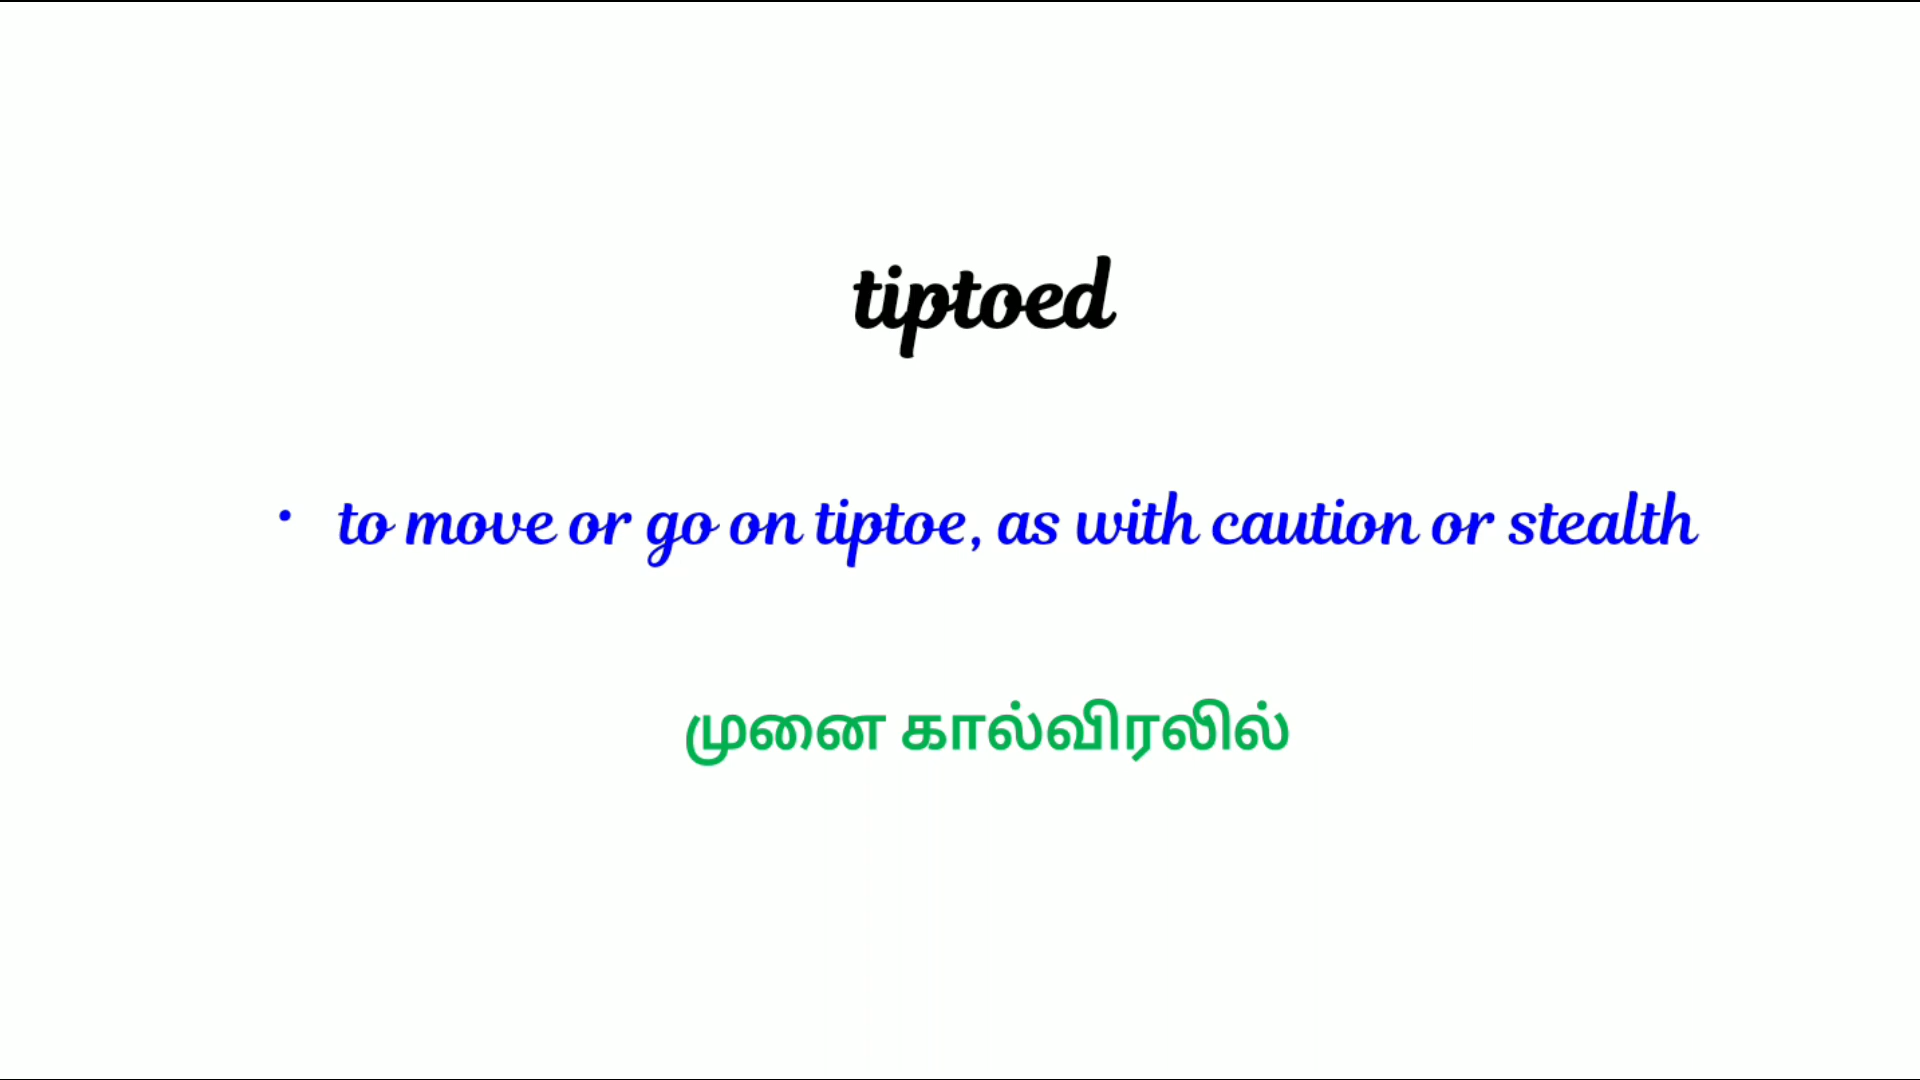 tiptoed
• to move or go on tiptoe, as with caution or stealth
முனை கால்விரலில்